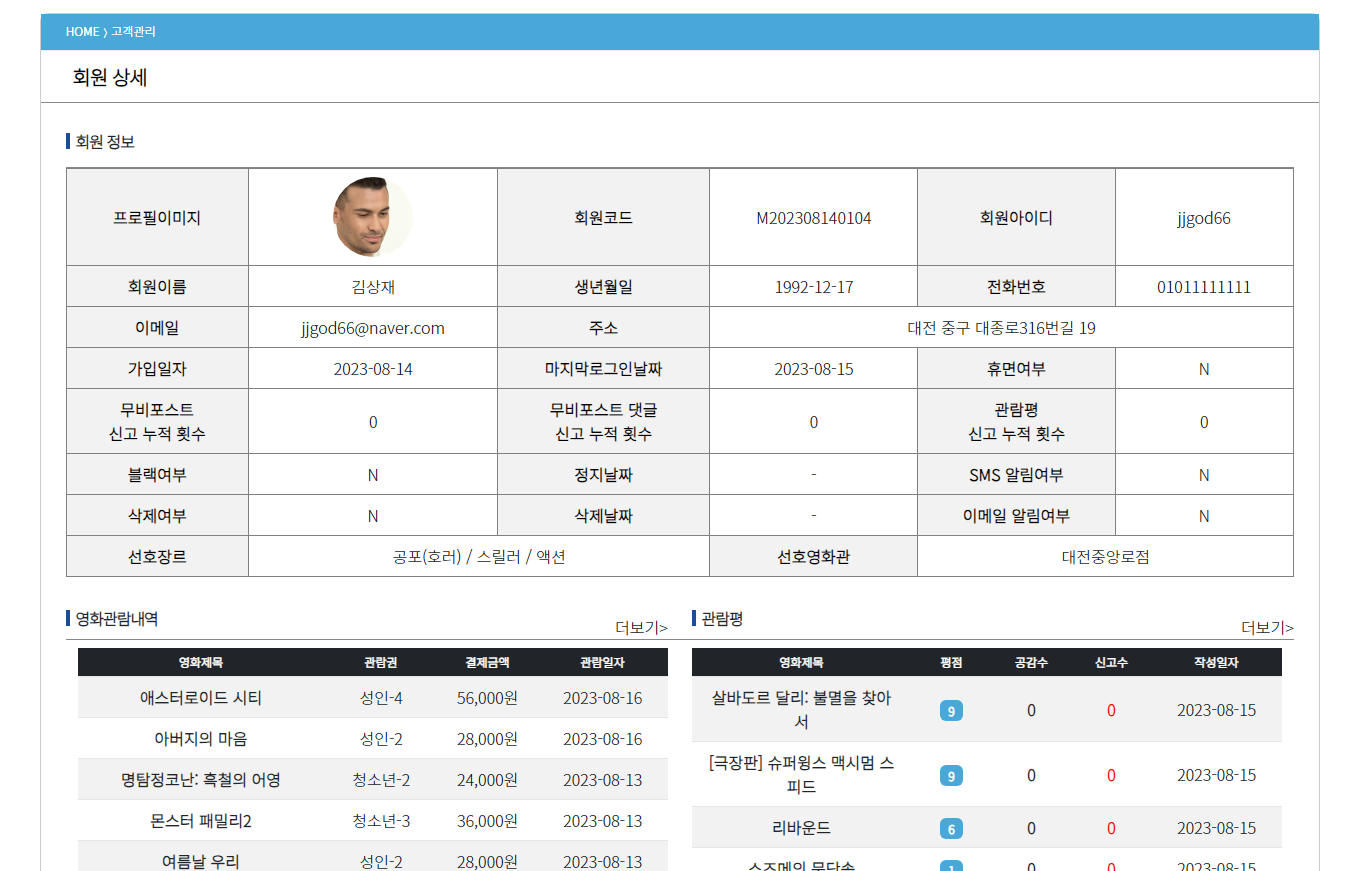 HOME 〉 고객관리
회원 상세
회원 정보
프로필이미지 회원코드 M202308140104 회원아이디 jjgod66
회원이름 김상재 생년월일 1992-12-17 전화번호 01011111111
이메일 jjgod66@naver.com 주소 대전 중구 대종로316번길 19
가입일자 2023-08-14 마지막로그인날짜 2023-08-15 휴면여부 N
무비포스트
신고 누적 횟수 0 무비포스트 댓글
신고 누적 횟수 0 관람평
신고 누적 횟수 0
블랙여부 N 정지날짜 - SMS 알림여부 N
삭제여부 N 삭제날짜 - 이메일 알림여부 N
선호장르 공포(호러) / 스릴러 / 액션 선호영화관 대전중앙로점
영화관람내역 더보기>
영화제목 관람권 결제금액 관람일자
애스터로이드 시티 성인-4 56,000원 2023-08-16
아버지의 마음 성인-2 28,000원 2023-08-16
명탐정코난: 흑철의 어영 청소년-2 24,000원 2023-08-13
몬스터 패밀리2 청소년-3 36,000원 2023-08-13
여름날 우리 성인-2 28,000원 2023-08-13
관람평 더보기>
영화제목 평점 공감수 신고수 작성일자
살바도르 달리: 불멸을 찾아
서 9 0 0 2023-08-15
[극장판] 슈퍼윙스 맥시멈 스
피드 9 0 0 2023-08-15
리바운드 6 0 0 2023-08-15
스즈메의 문단속 1 0 0 2023-08-15